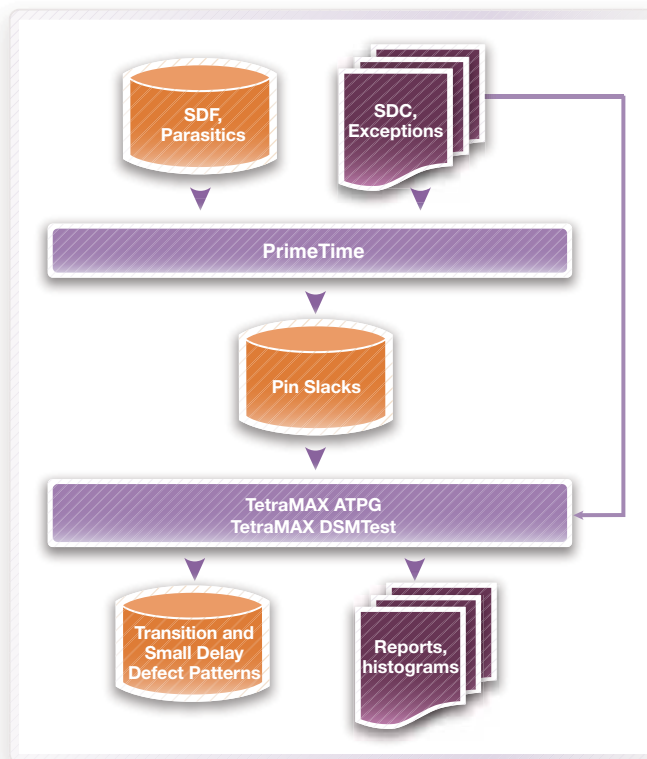 SDF,
Parasitics
SDC,
Exceptions
PrimeTime
Pin Slacks
TetraMAX ATPG
TetraMAX DSMTest
Transition and
Small Delay
Defect Patterns
Reports,
histograms